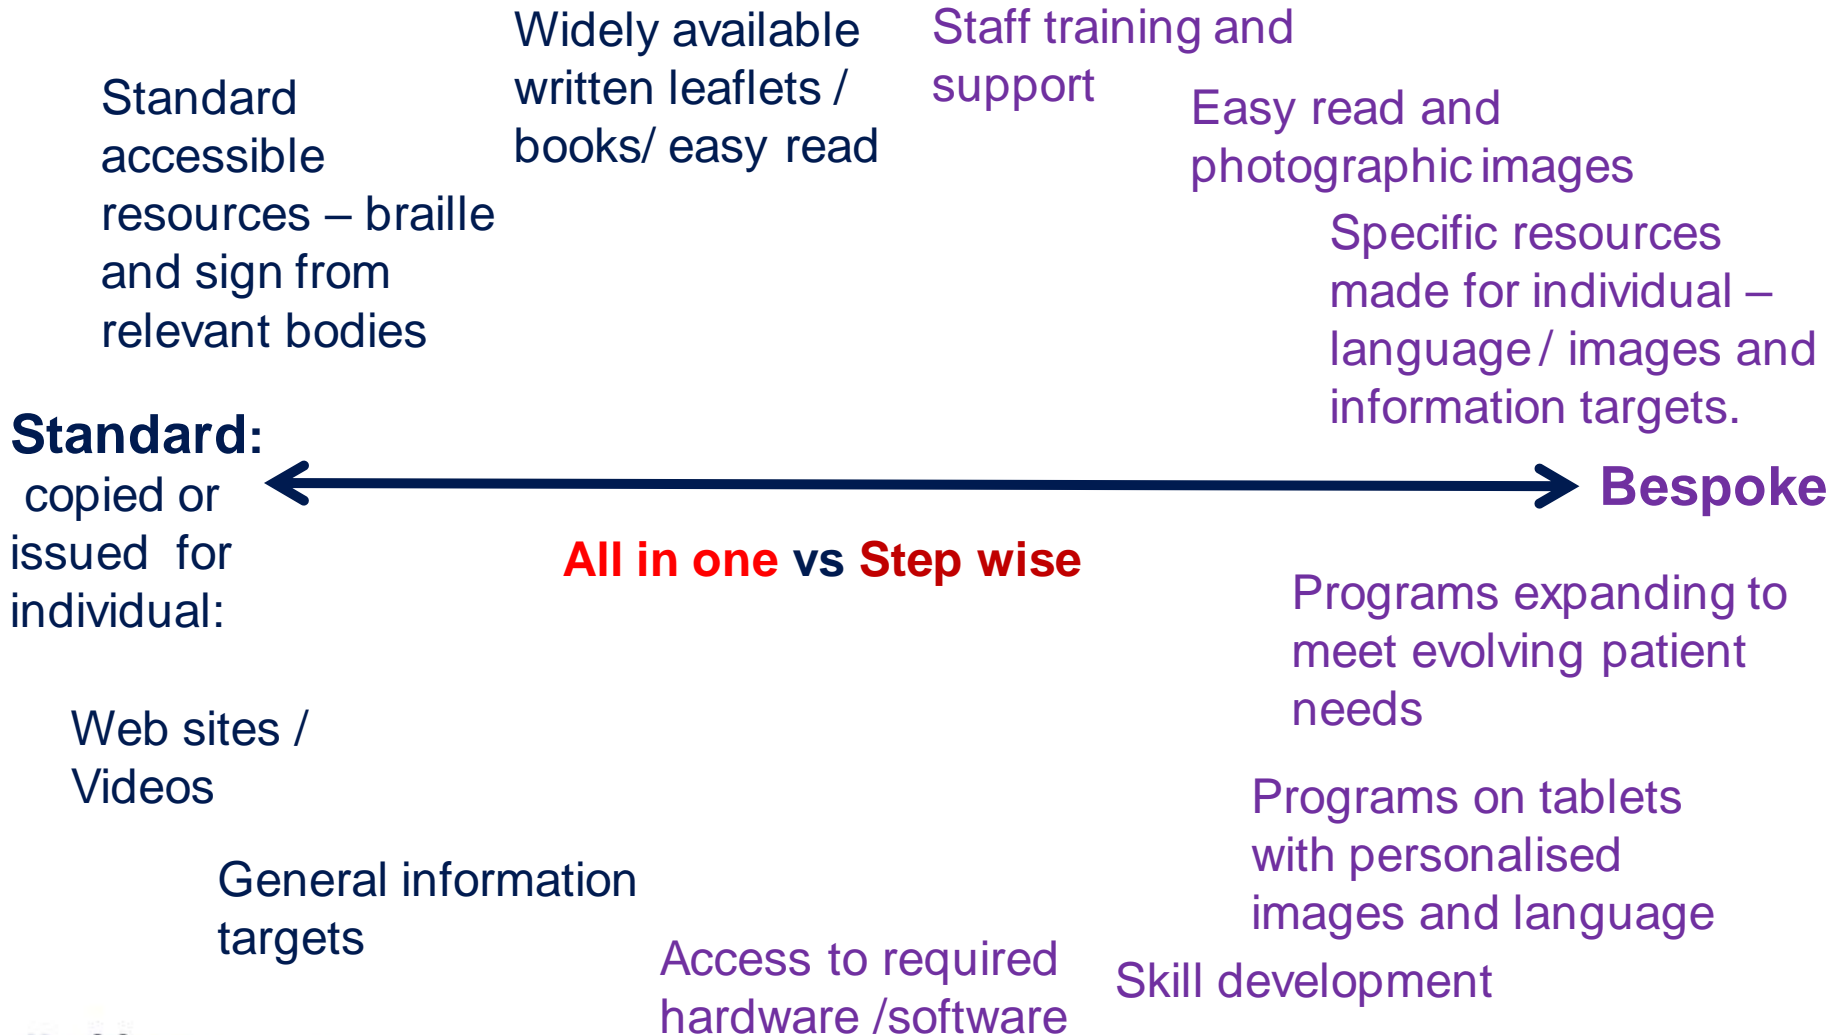 Widely available
written leaflets /
books/ easy read
Staff training and
support
Standard
accessible
resources – braille
and sign from
relevant bodies
Easy read and
photographic images
Specific resources
made for individual –
language / images and
information targets.
Standard:
copied or
issued for
individual:
Bespoke
All in one vs Step wise
Programs expanding to
meet evolving patient
needs
Web sites /
Videos
Programs on tablets
with personalised
images and language
General information
targets
Access to required
hardware /software
Skill development